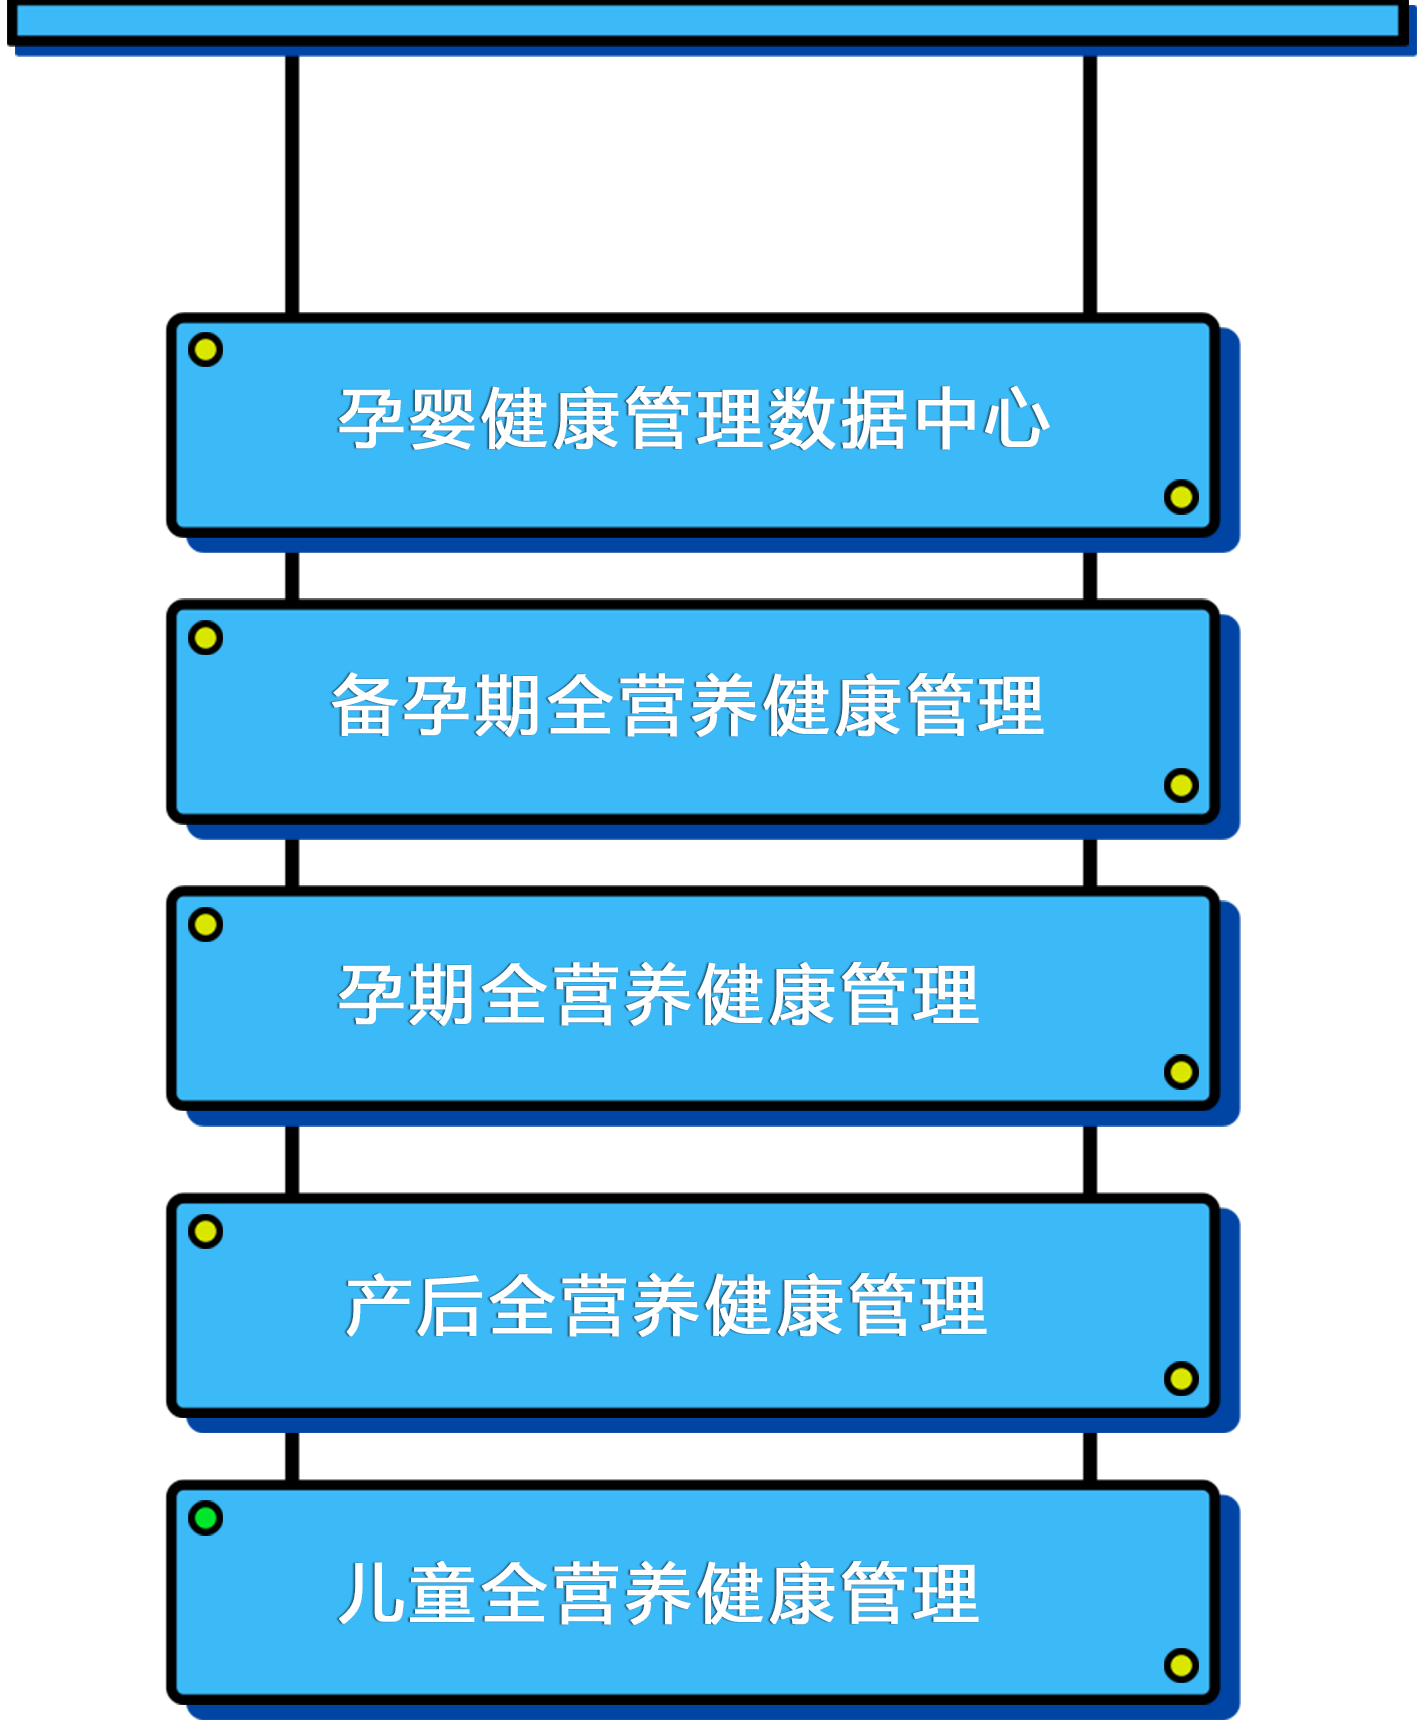 孕婴健康管理数据中心
备孕期全营养健康管理
孕期全营养健康管理
产后全营养健康管理
儿童全营养健康管理